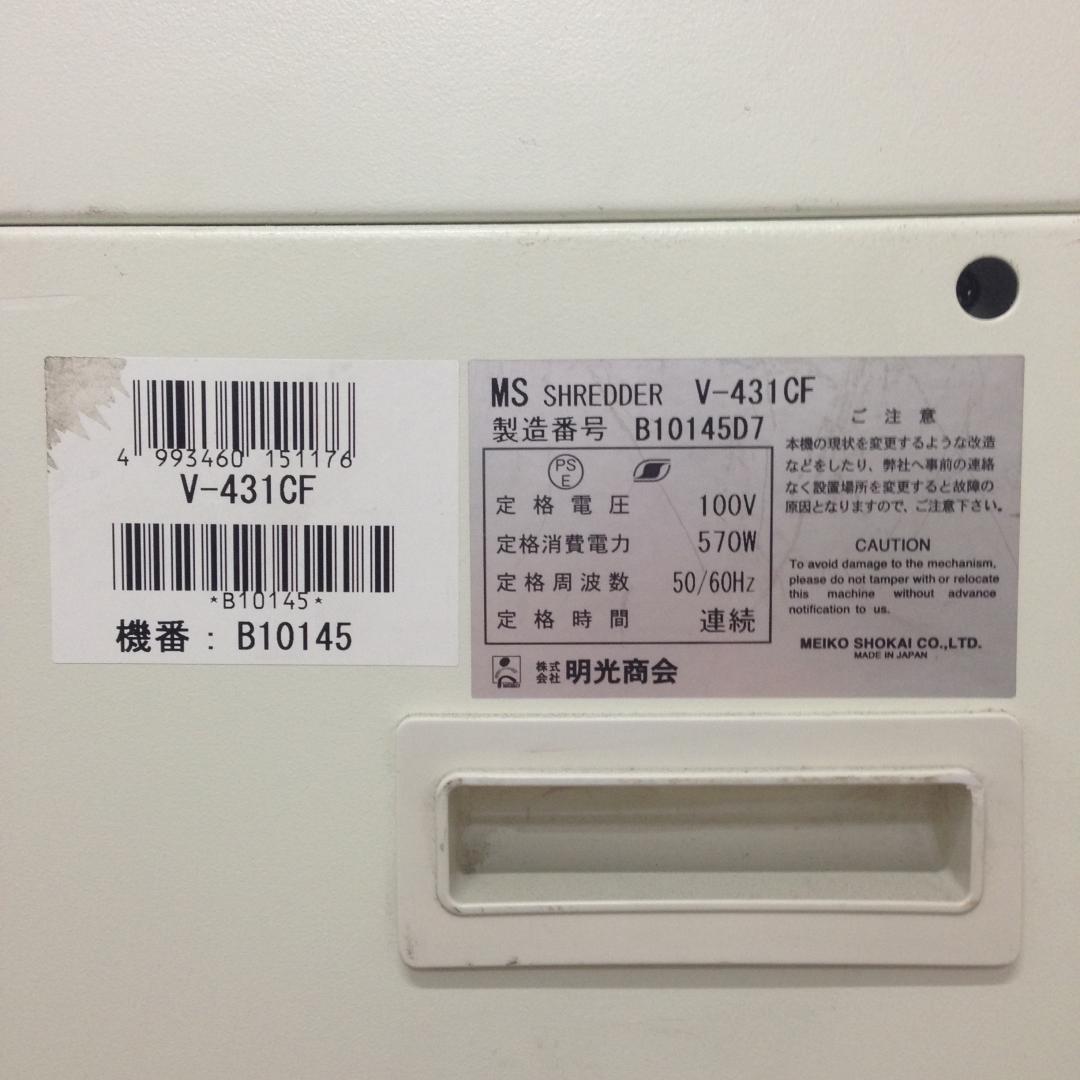 4 993460 151176
V-431CF
*B10145*
機番：B10145
MS SHREDDER V-431CF
製造番号 B10145D7
PS
E
定格電圧 100V
定格消費電力 570W
定格周波数 50/60Hz
定格時間 連続
株式会社 明光商会
ご注意
本機の現状を変更するような改造
などをしたり、弊社へ事前の連絡
なく設置場所を変更すると故障の
原因となりますので、ご注意下さい。
CAUTION
To avoid damage to the mechanism,
please do not tamper with or relocate
this machine without advance
notification to us.
MEIKO SHOKAI CO.,LTD.
MADE IN JAPAN